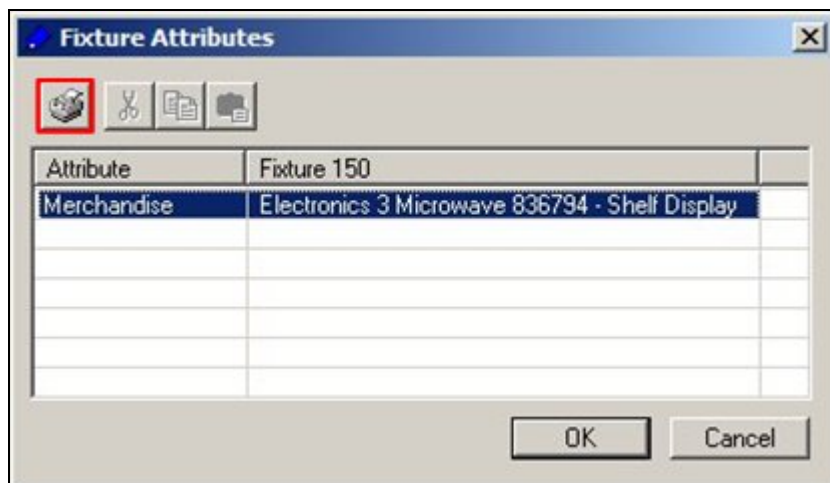 Fixture Attributes
Attribute Fixture 150
Merchandise Electronics 3 Microwave 836794 - Shelf Display
OK Cancel